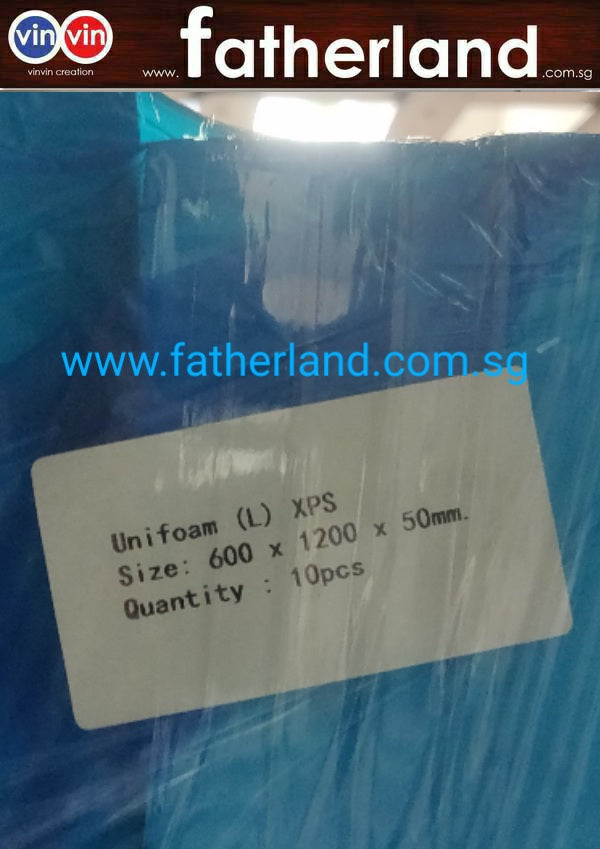 vin vin
vinvin creation
www.fatherland.com.sg
www.fatherland.com.sg
Unifoam (L) XPS
Size: 600 x 1200 x 50mm.
Quantity : 10pcs